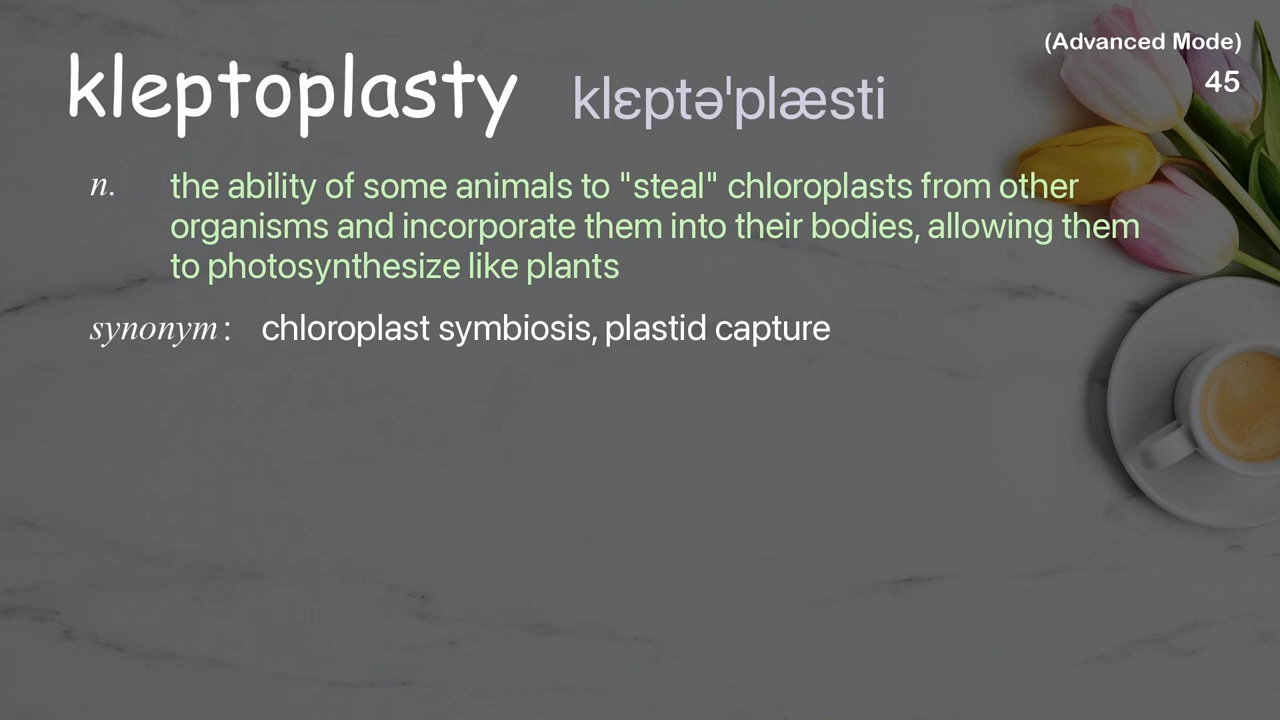 (Advanced Mode)
45
kleptoplasty klɛptəˈplæsti
n. the ability of some animals to "steal" chloroplasts from other
organisms and incorporate them into their bodies, allowing them
to photosynthesize like plants
synonym: chloroplast symbiosis, plastid capture